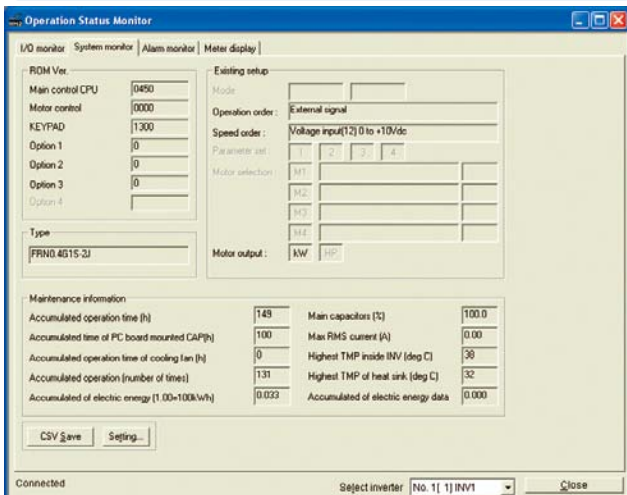 Operation Status Monitor
I/O monitor System monitor Alarm monitor Meter display
ROM Ver.
Main control CPU 0450
Motor control 0000
KEYPAD 1300
Option 1 0
Option 2 0
Option 3 0
Option 4
Type
FRN0.4G1S-2J
Existing setup
Mode
Operation order : External signal
Speed order : Voltage input(12) 0 to +10Vdc
Parameter set : 1 2 3 4
Motor selection : M1
M2
M3
M4
Motor output : kW HP
Maintenance information
Accumulated operation time (h) 149
Accumulated time of PC board mounted CAP(h) 100
Accumulated operation time of cooling fan (h) 0
Accumulated operation (number of times) 131
Accumulated of electric energy (1.00=100kWh) 0.033
Main capacitors (%) 100.0
Max RMS current (A) 0.00
Highest TMP inside INV (deg C) 38
Highest TMP of heat sink (deg C) 32
Accumulated of electric energy data 0.000
CSV Save Setting...
Connected Select inverter No. 1[ 1] INV1 Close